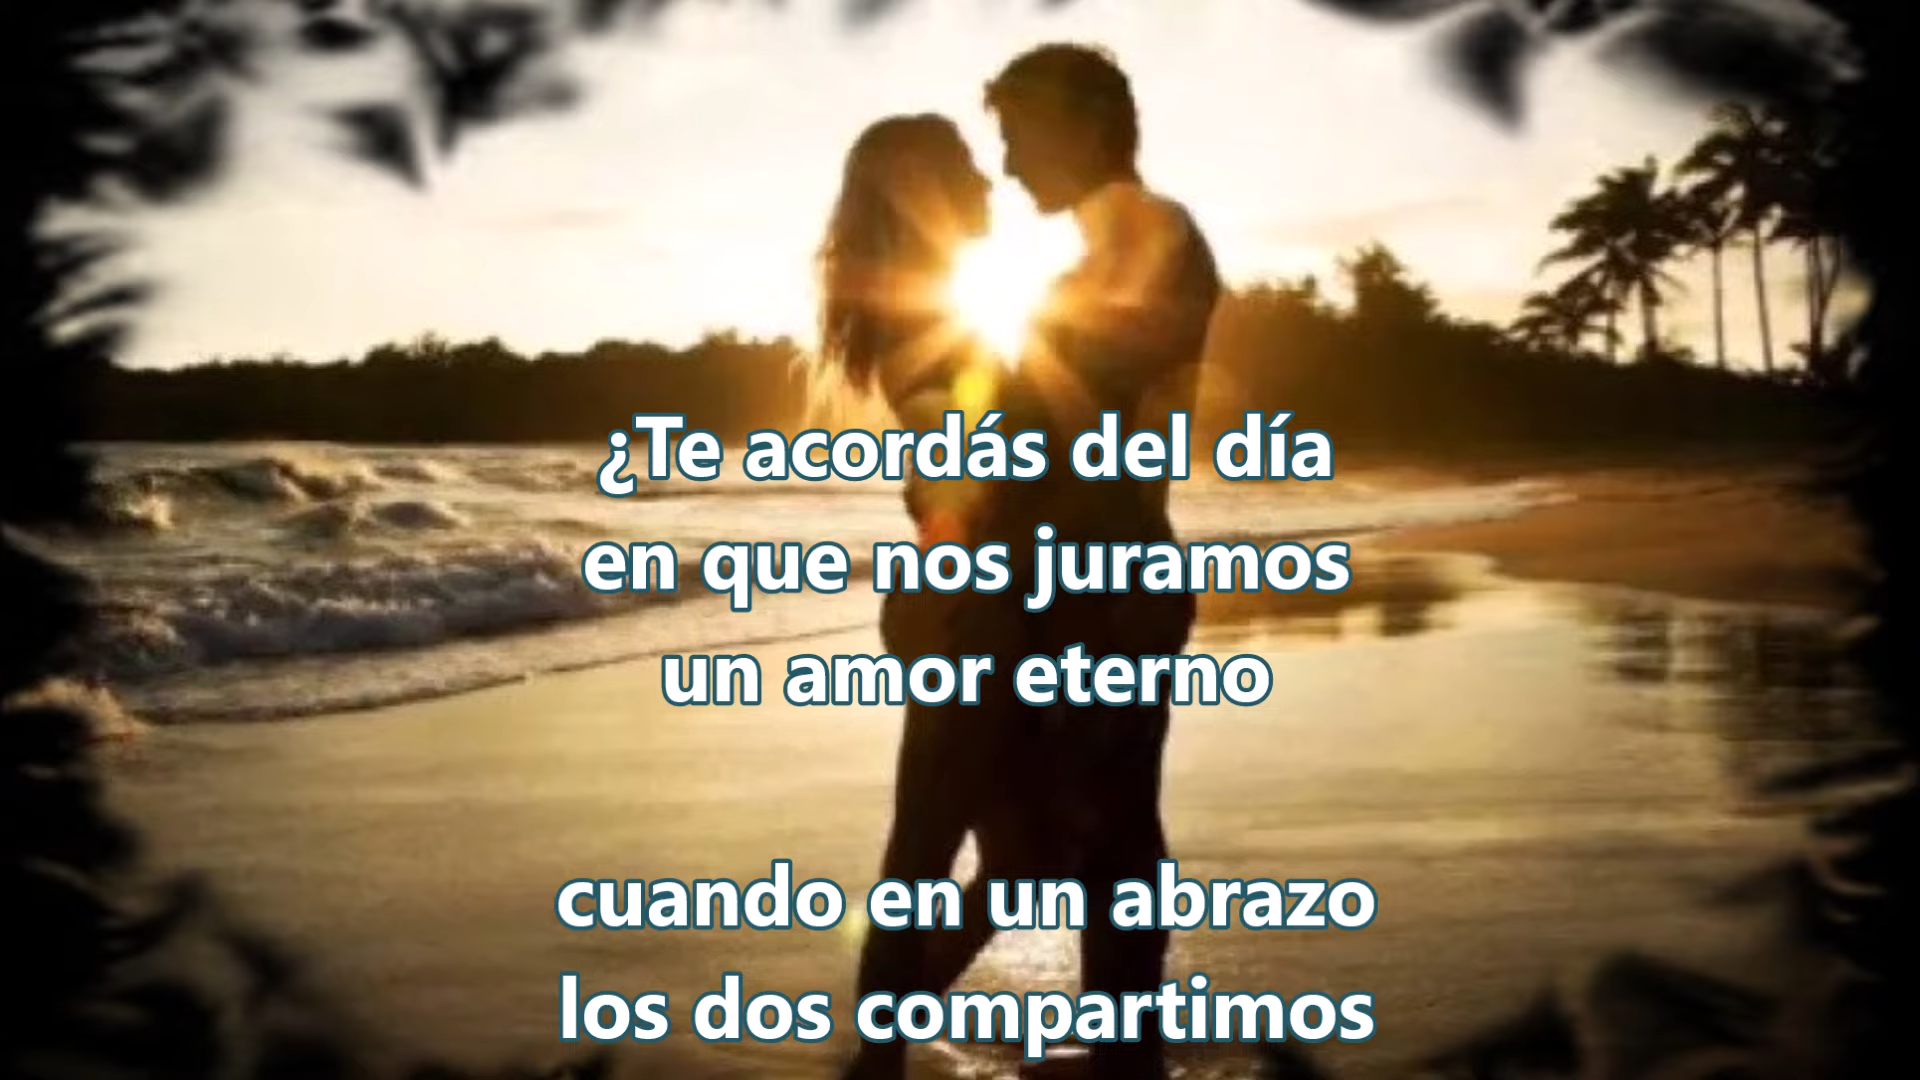 ¿Te acordás del día
en que nos juramos
un amor eterno
cuando en un abrazo
los dos compartimos